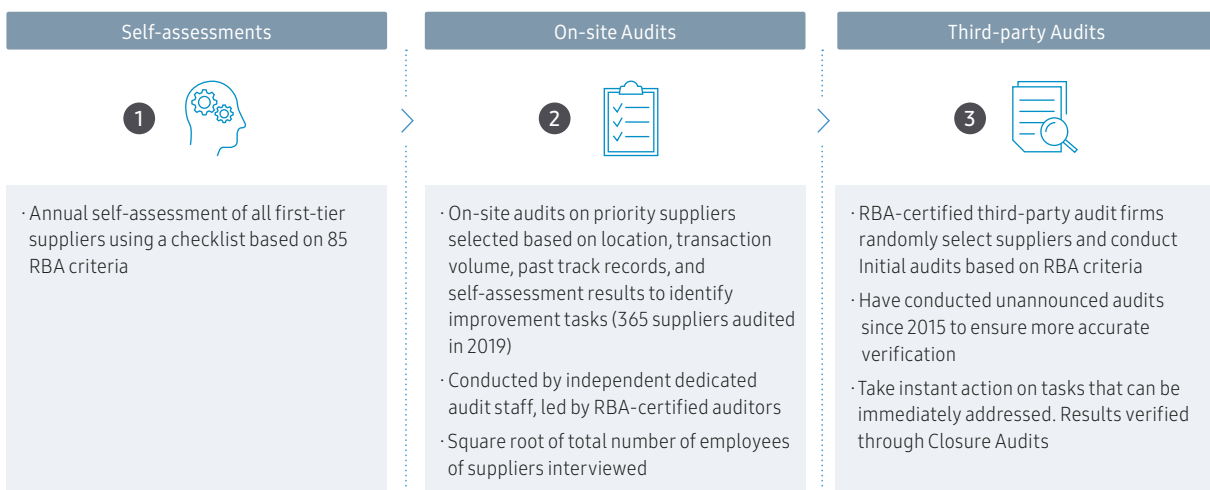 Self-assessments
1
· Annual self-assessment of all first-tier
suppliers using a checklist based on 85
RBA criteria
On-site Audits
2
· On-site audits on priority suppliers
selected based on location, transaction
volume, past track records, and
self-assessment results to identify
improvement tasks (365 suppliers audited
in 2019)
· Conducted by independent dedicated
audit staff, led by RBA-certified auditors
· Square root of total number of employees
of suppliers interviewed
Third-party Audits
3
· RBA-certified third-party audit firms
randomly select suppliers and conduct
Initial audits based on RBA criteria
· Have conducted unannounced audits
since 2015 to ensure more accurate
verification
· Take instant action on tasks that can be
immediately addressed. Results verified
through Closure Audits